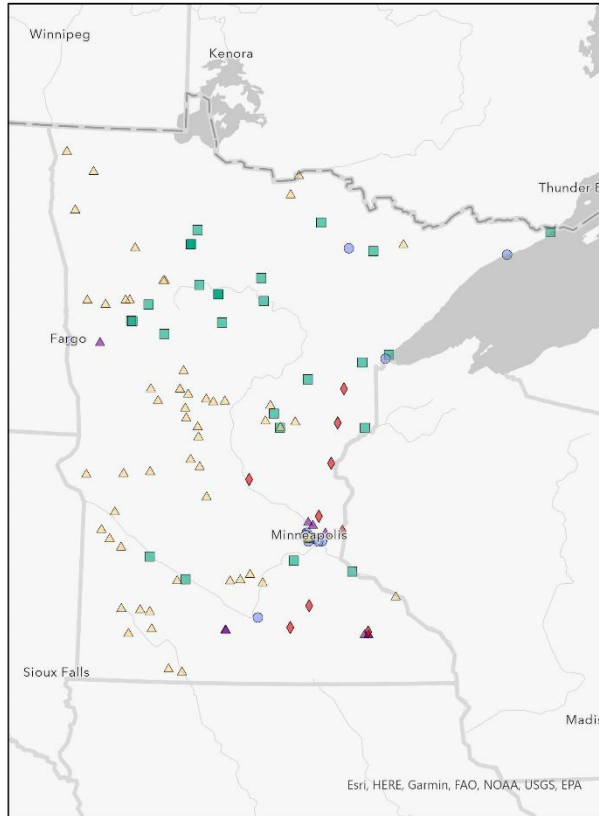 Winnipeg
Kenora
Thunder B
Fargo
Minneapolis
Sioux Falls
Madis
Esri, HERE, Garmin, FAO, NOAA, USGS, EPA